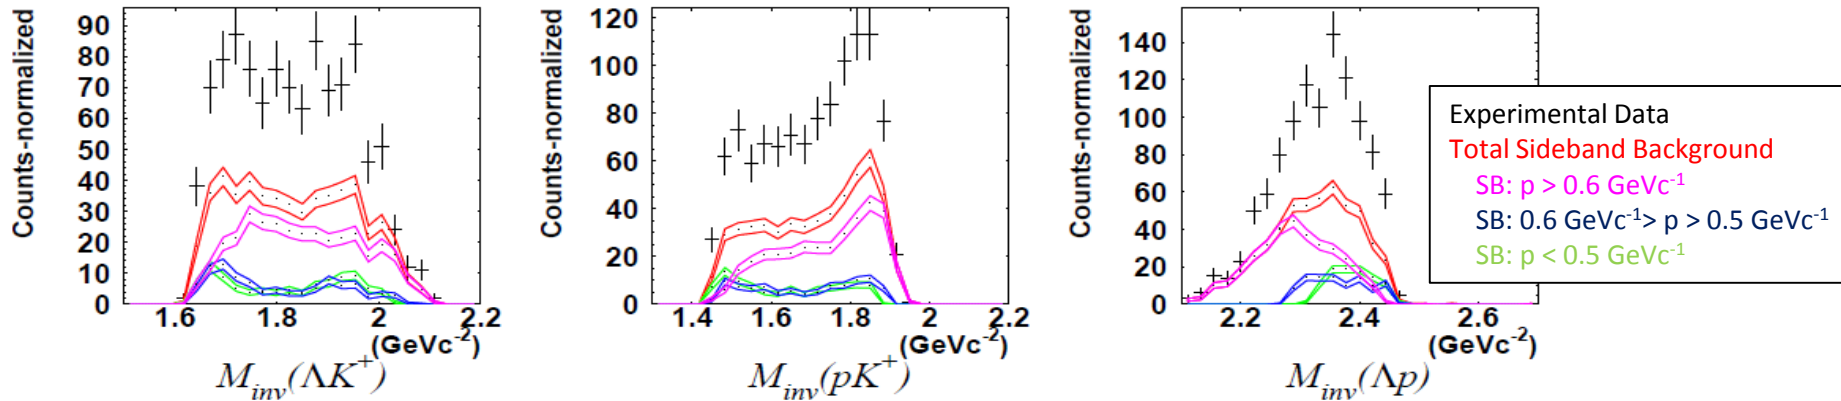 Counts-normalized
90
80
70
60
50
40
30
20
10
0
1.6
1.8
2
2.2
(GeVc⁻²)
M_inv(ΛK⁺)
Counts-normalized
120
100
80
60
40
20
0
1.4
1.6
1.8
2
2.2
(GeVc⁻²)
M_inv(pK⁺)
Counts-normalized
140
120
100
80
60
40
20
0
2.2
2.4
2.6
(GeVc⁻²)
M_inv(Λp)
Experimental Data
Total Sideband Background
SB: p > 0.6 GeVc⁻¹
SB: 0.6 GeVc⁻¹> p > 0.5 GeVc⁻¹
SB: p < 0.5 GeVc⁻¹